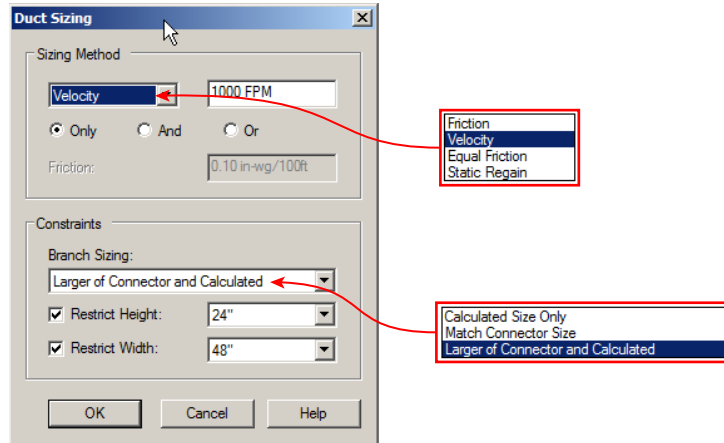 Duct Sizing
Sizing Method
Velocity 1000 FPM
Only And Or
Friction: 0.10 in-wg/100ft
Friction
Velocity
Equal Friction
Static Regain
Constraints
Branch Sizing:
Larger of Connector and Calculated
Restrict Height: 24"
Restrict Width: 48"
Calculated Size Only
Match Connector Size
Larger of Connector and Calculated
OK Cancel Help